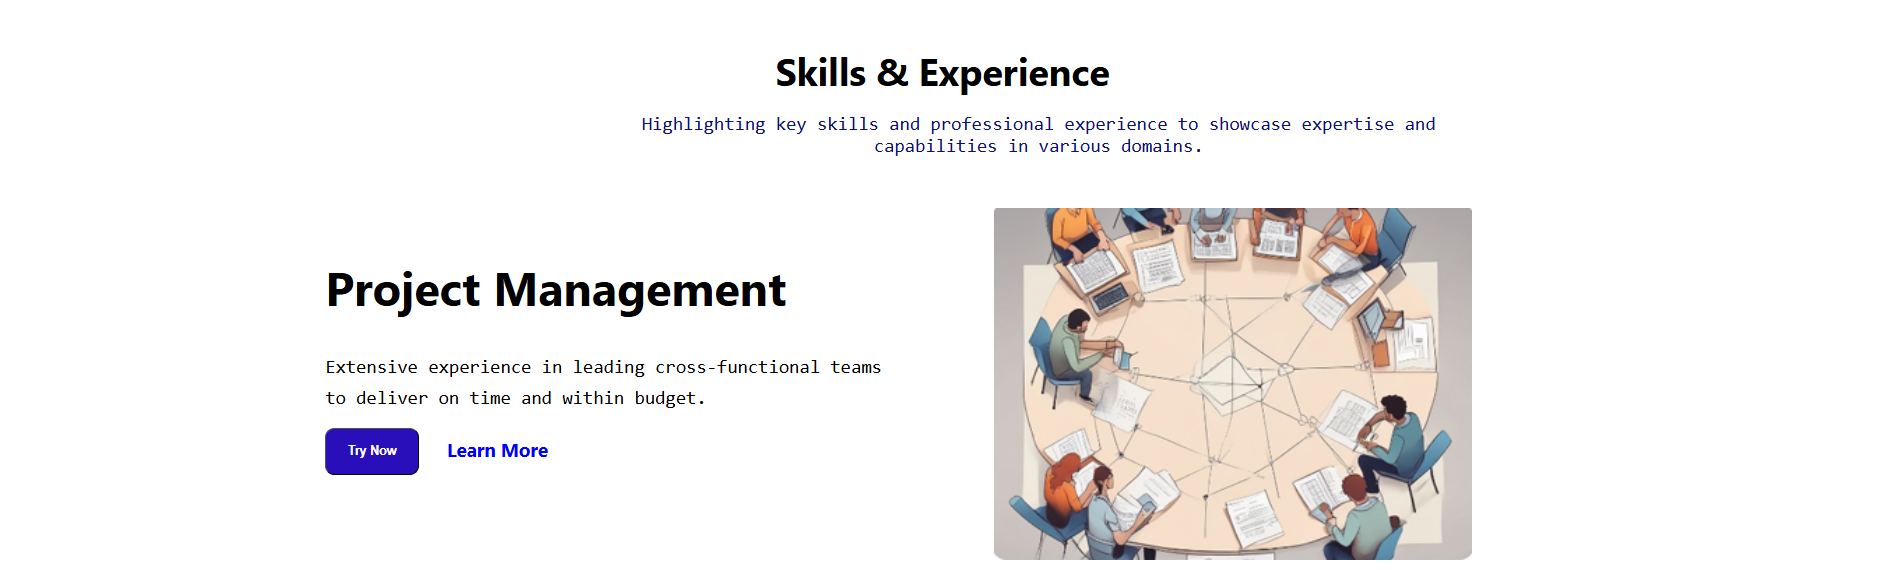 Skills & Experience
Highlighting key skills and professional experience to showcase expertise and
capabilities in various domains.
Project Management
Extensive experience in leading cross-functional teams
to deliver on time and within budget.
Try Now
Learn More